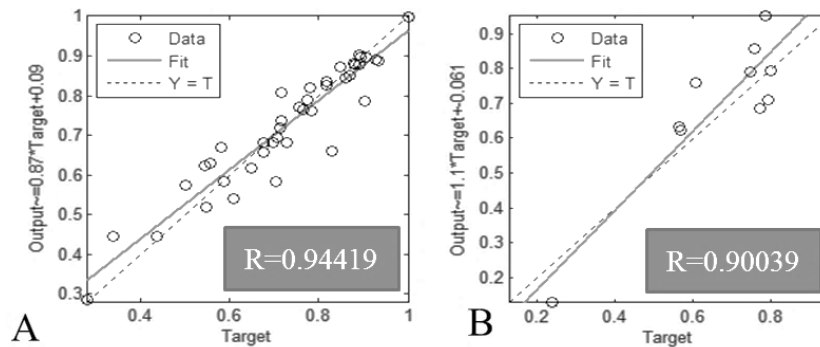 Output~=0.87*Target+0.09
1
0.9
0.8
0.7
0.6
0.5
0.4
0.3
Data
Fit
Y = T
R=0.94419
0.4
0.6
0.8
1
Target
A
Output~=1.1*Target+-0.061
0.9
0.8
0.7
0.6
0.5
0.4
0.3
0.2
Data
Fit
Y = T
R=0.90039
0.2
0.4
0.6
0.8
Target
B